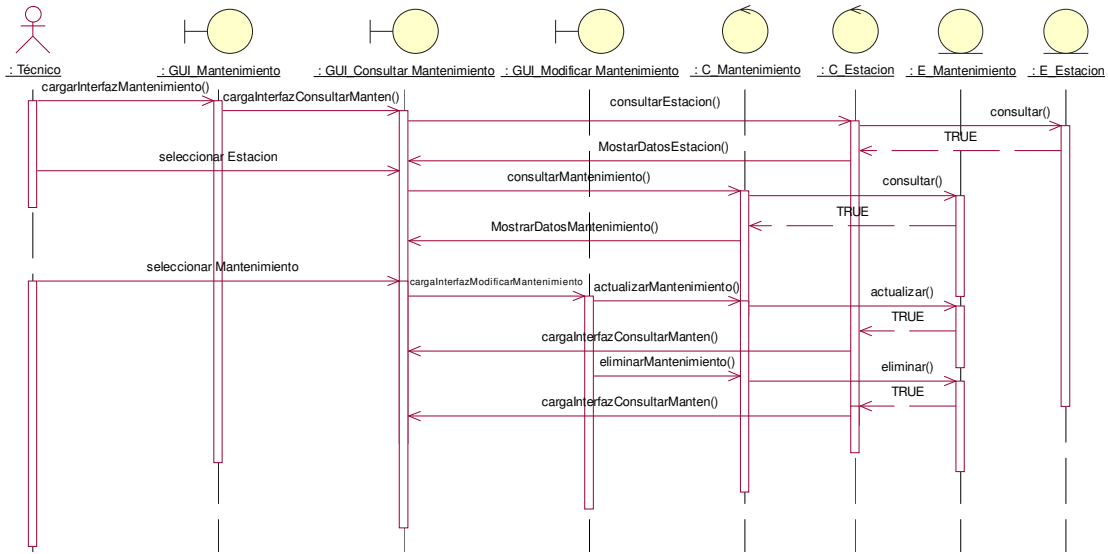 : Técnico
: GUI_Mantenimiento
: GUI_Consultar Mantenimiento
: GUI_Modificar Mantenimiento
: C_Mantenimiento
: C_Estacion
: E_Mantenimiento
: E_Estacion
cargarInterfazMantenimiento()
cargaInterfazConsultarManten()
consultarEstacion()
consultar()
TRUE
MostarDatosEstacion()
seleccionar Estacion
consultarMantenimiento()
consultar()
TRUE
MostrarDatosMantenimiento()
seleccionar Mantenimiento
cargaInterfazModificarMantenimiento
actualizarMantenimiento()
actualizar()
TRUE
cargaInterfazConsultarManten()
eliminarMantenimiento()
eliminar()
TRUE
cargaInterfazConsultarManten()